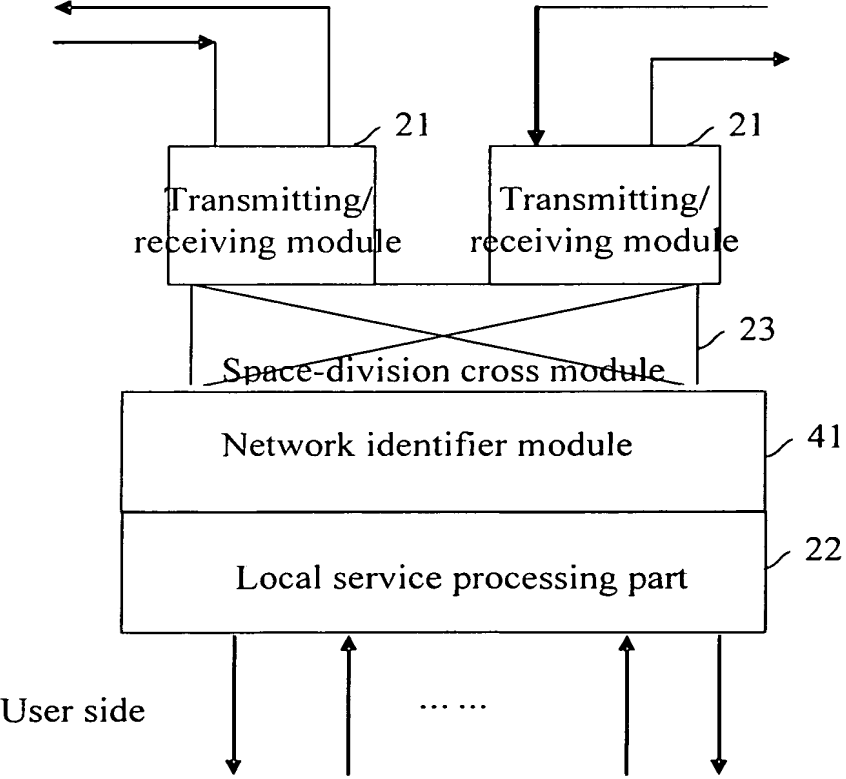 21
21
Transmitting/
receiving module
Transmitting/
receiving module
23
Space-division cross module
Network identifier module
41
22
Local service processing part
User side
... ...